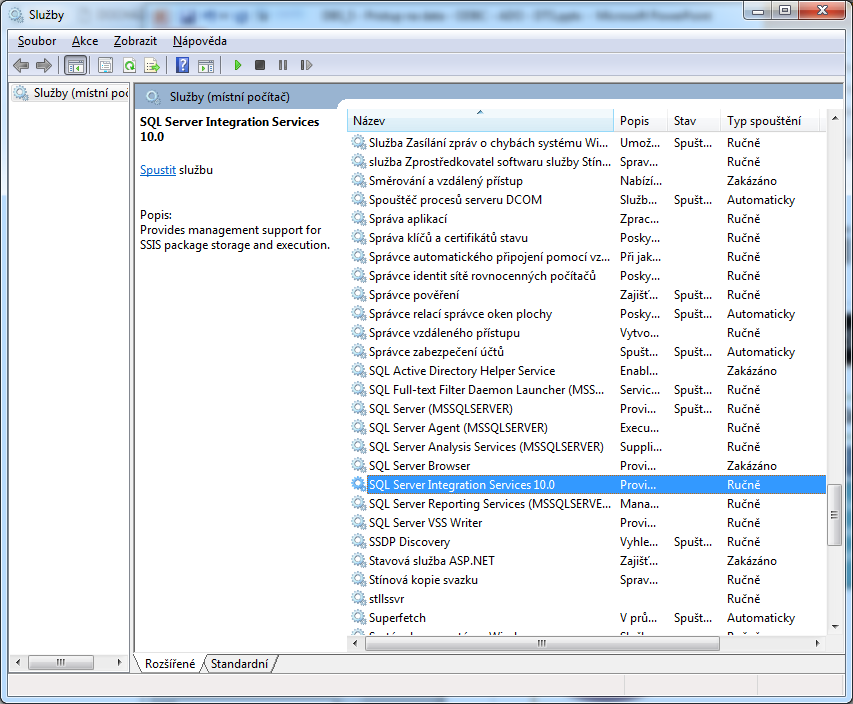 Služby
Soubor Akce Zobrazit Nápověda
Služby (místní poč
Služby (místní počítač)
SQL Server Integration Services 10.0
Spustit službu
Popis:
Provides management support for
SSIS package storage and execution.
Název Popis Stav Typ spouštění
Služba Zasílání zpráv o chybách systému Wi... Umož... Spušt... Ručně
služba Zprostředkovatel softwaru služby Stín... Sprav... Ručně
Směrování a vzdálený přístup Nabízí... Zakázáno
Spouštěč procesů serveru DCOM Služb... Spušt... Automaticky
Správa aplikací Zprac... Ručně
Správa klíčů a certifikátů stavu Posky... Ručně
Správce automatického připojení pomocí vz... Při jak... Ručně
Správce identit sítě rovnocenných počítačů Posky... Ručně
Správce pověření Zajišť... Spušt... Ručně
Správce relací správce oken plochy Posky... Spušt... Automaticky
Správce vzdáleného přístupu Vytvo... Ručně
Správce zabezpečení účtů Spušt... Spušt... Automaticky
SQL Active Directory Helper Service Enabl... Zakázáno
SQL Full-text Filter Daemon Launcher (MSS... Servic... Spušt... Ručně
SQL Server (MSSQLSERVER) Provi... Spušt... Ručně
SQL Server Agent (MSSQLSERVER) Execu... Ručně
SQL Server Analysis Services (MSSQLSERVER) Suppli... Ručně
SQL Server Browser Provi... Zakázáno
SQL Server Integration Services 10.0 Provi... Ručně
SQL Server Reporting Services (MSSQLSERVE... Mana... Ručně
SQL Server VSS Writer Provi... Ručně
SSDP Discovery Vyhle... Spušt... Ručně
Stavová služba ASP.NET Zajišť... Zakázáno
Stínová kopie svazku Sprav... Ručně
stllssvr Ručně
Superfetch V prů... Spušt... Automaticky
Rozšířené Standardní